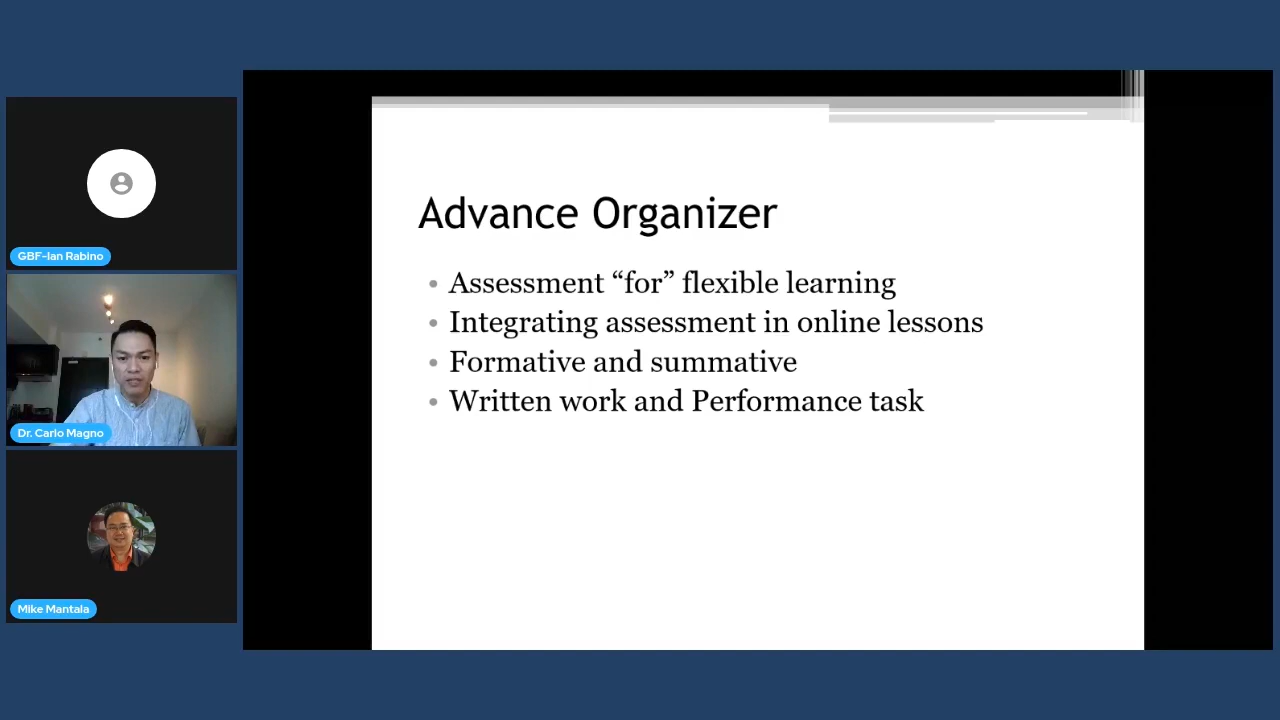 GBF-Ian Rabino
Dr. Carlo Magno
Mike Mantala
Advance Organizer
• Assessment “for” flexible learning
• Integrating assessment in online lessons
• Formative and summative
• Written work and Performance task